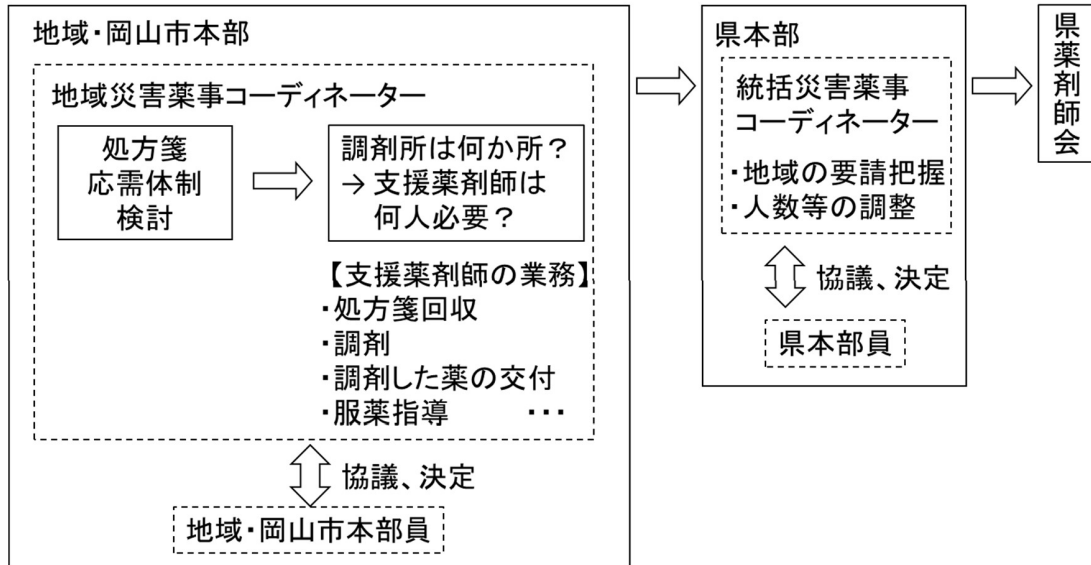 地域・岡山市本部
地域災害薬事コーディネーター
処方箋
応需体制
検討
調剤所は何か所？
→ 支援薬剤師は
何人必要？
【支援薬剤師の業務】
・処方箋回収
・調剤
・調剤した薬の交付
・服薬指導　　・・・
協議、決定
地域・岡山市本部員
県本部
統括災害薬事
コーディネーター
・地域の要請把握
・人数等の調整
協議、決定
県本部員
県薬剤師会